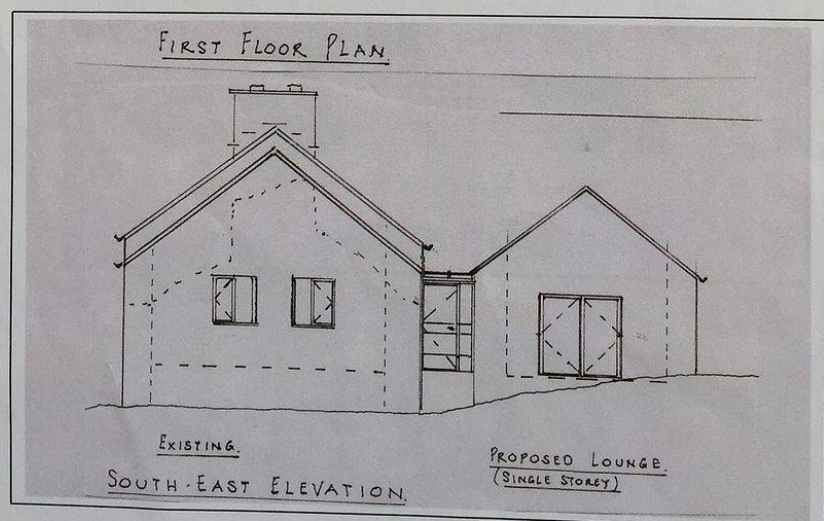 FIRST FLOOR PLAN.
EXISTING.
PROPOSED LOUNGE.
(SINGLE STOREY)
SOUTH-EAST ELEVATION.